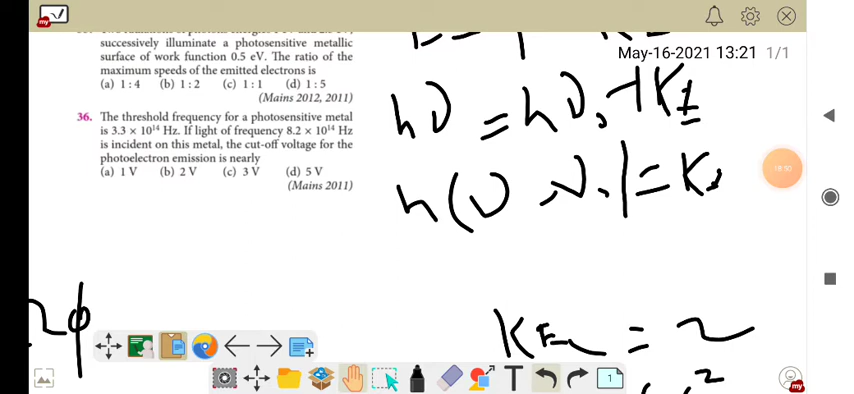 May-16-2021 13:21 1/1
successively illuminate a photosensitive metallic
surface of work function 0.5 eV. The ratio of the
maximum speeds of the emitted electrons is
(a) 1 : 4 (b) 1 : 2 (c) 1 : 1 (d) 1 : 5
(Mains 2012, 2011)
36. The threshold frequency for a photosensitive metal
is 3.3 × 10¹⁴ Hz. If light of frequency 8.2 × 10¹⁴ Hz
is incident on this metal, the cut-off voltage for the
photoelectron emission is nearly
(a) 1 V (b) 2 V (c) 3 V (d) 5 V
(Mains 2011)
hν = hν. + K
h(ν
K
= 2
ϕ
T
1
my
my